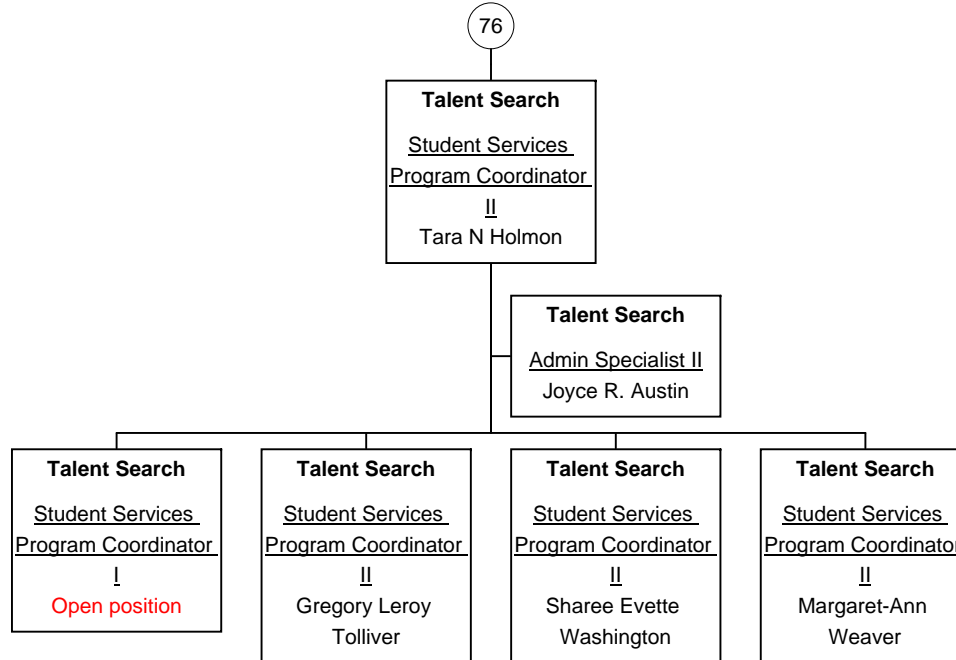 76
Talent Search
Student Services
Program Coordinator
II
Tara N Holmon
Talent Search
Admin Specialist II
Joyce R. Austin
Talent Search
Student Services
Program Coordinator
I
Open position
Talent Search
Student Services
Program Coordinator
II
Gregory Leroy
Tolliver
Talent Search
Student Services
Program Coordinator
II
Sharee Evette
Washington
Talent Search
Student Services
Program Coordinator
II
Margaret-Ann
Weaver